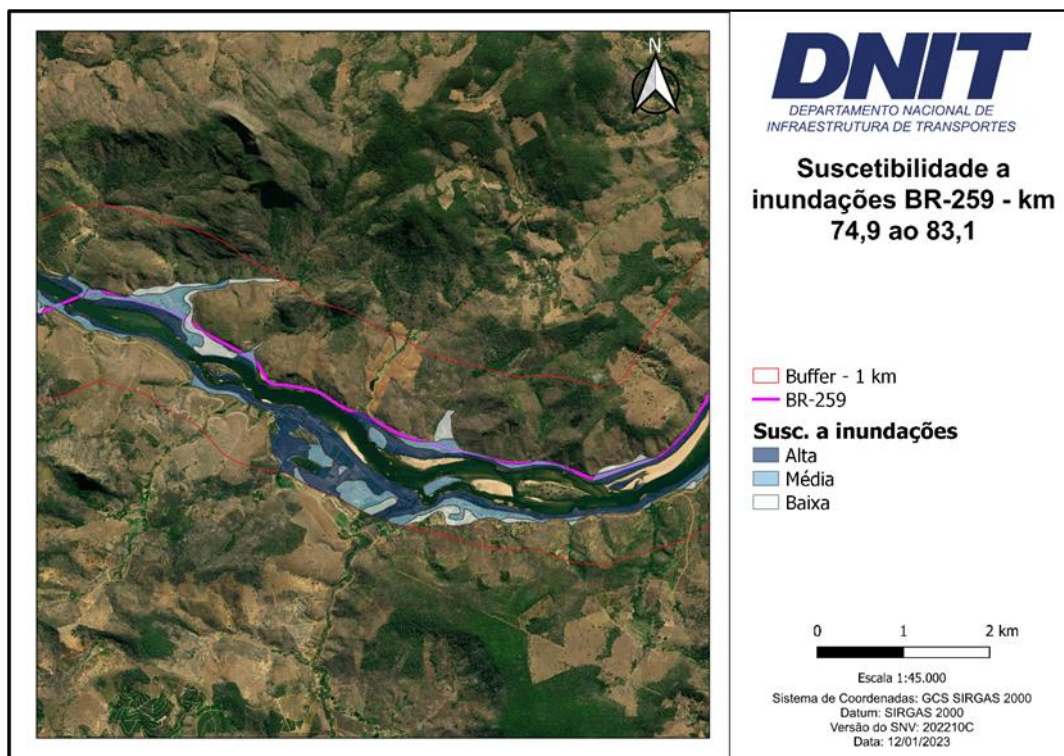 N
DNIT
DEPARTAMENTO NACIONAL DE
INFRAESTRUTURA DE TRANSPORTES
Suscetibilidade a
inundações BR-259 - km
74,9 ao 83,1
Buffer - 1 km
BR-259
Susc. a inundações
Alta
Média
Baixa
0 1 2 km
Escala 1:45.000
Sistema de Coordenadas: GCS SIRGAS 2000
Datum: SIRGAS 2000
Versão do SNV: 202210C
Data: 12/01/2023